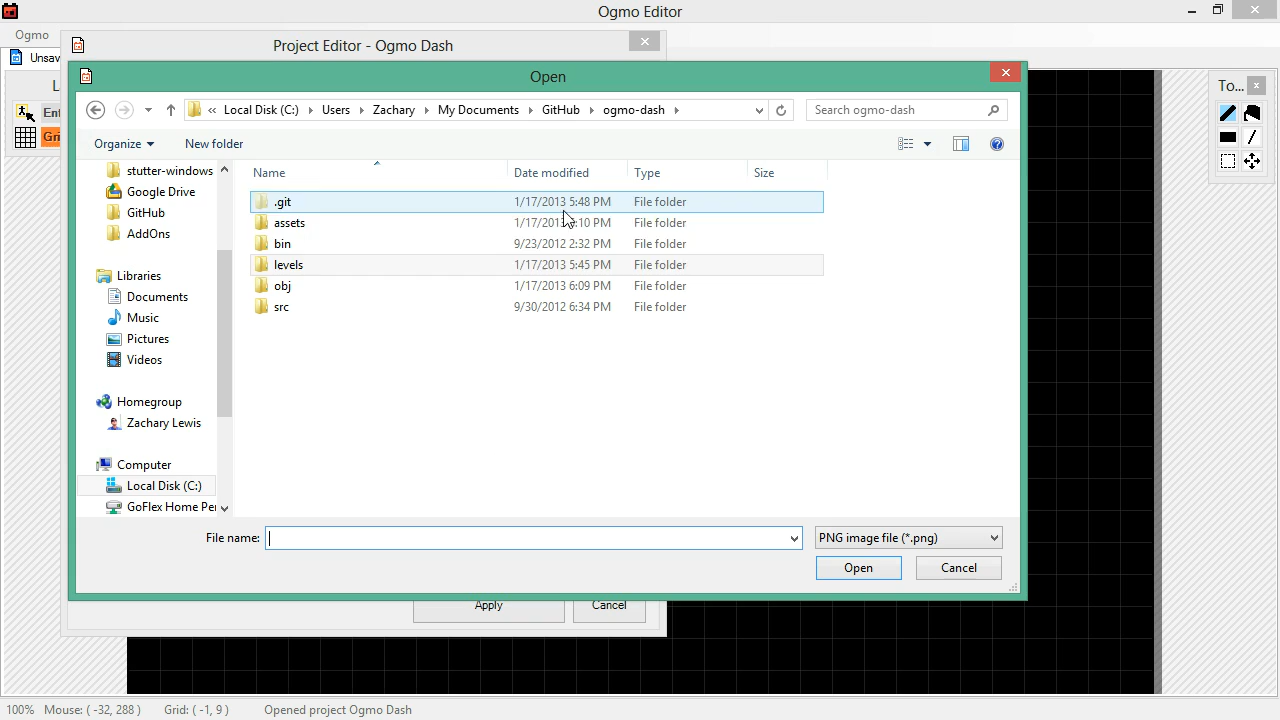 Ogmo Editor
Ogmo
Project Editor - Ogmo Dash
Unsav
Open
L
To...
« Local Disk (C:) Users Zachary My Documents GitHub ogmo-dash
Search ogmo-dash
Organize
New folder
Gri
stutter-windows
Google Drive
GitHub
AddOns
Libraries
Documents
Music
Pictures
Videos
Homegroup
Zachary Lewis
Computer
Local Disk (C:)
GoFlex Home Per
Name Date modified Type Size
.git 1/17/2013 5:48 PM File folder
assets File folder
bin 9/23/2012 2:32 PM File folder
levels 1/17/2013 5:45 PM File folder
obj 1/17/2013 6:09 PM File folder
src 9/30/2012 6:34 PM File folder
File name:
PNG image file (*.png)
Open
Cancel
Apply
Cancel
100% Mouse: ( -32, 288 ) Grid: ( -1, 9 ) Opened project Ogmo Dash